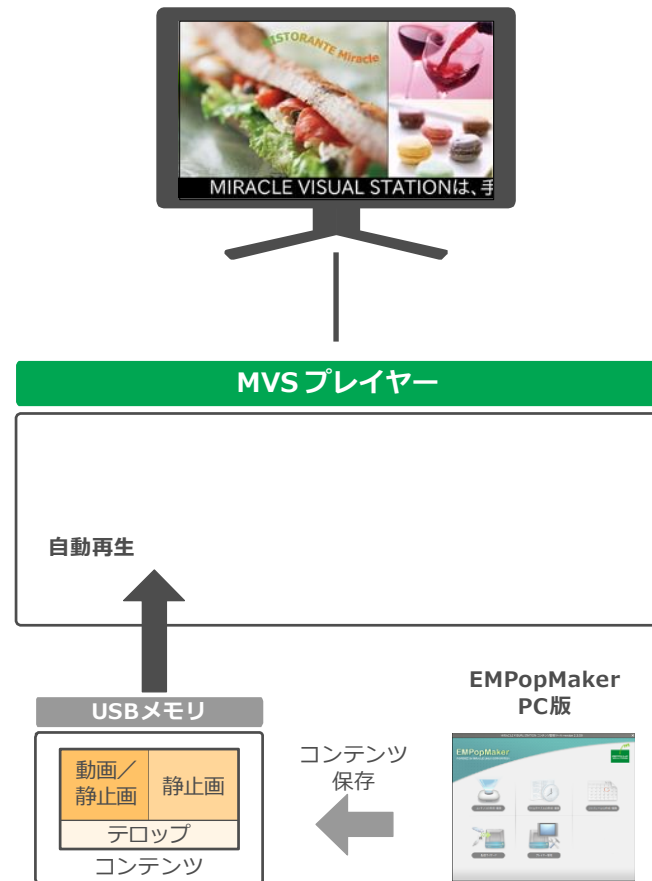 RISTORANTE Miracle
MIRACLE VISUAL STATIONは、手
MVS プレイヤー
自動再生
EMPopMaker
PC版
USBメモリ
動画／
静止画
静止画
テロップ
コンテンツ
コンテンツ
保存
EMPopMaker